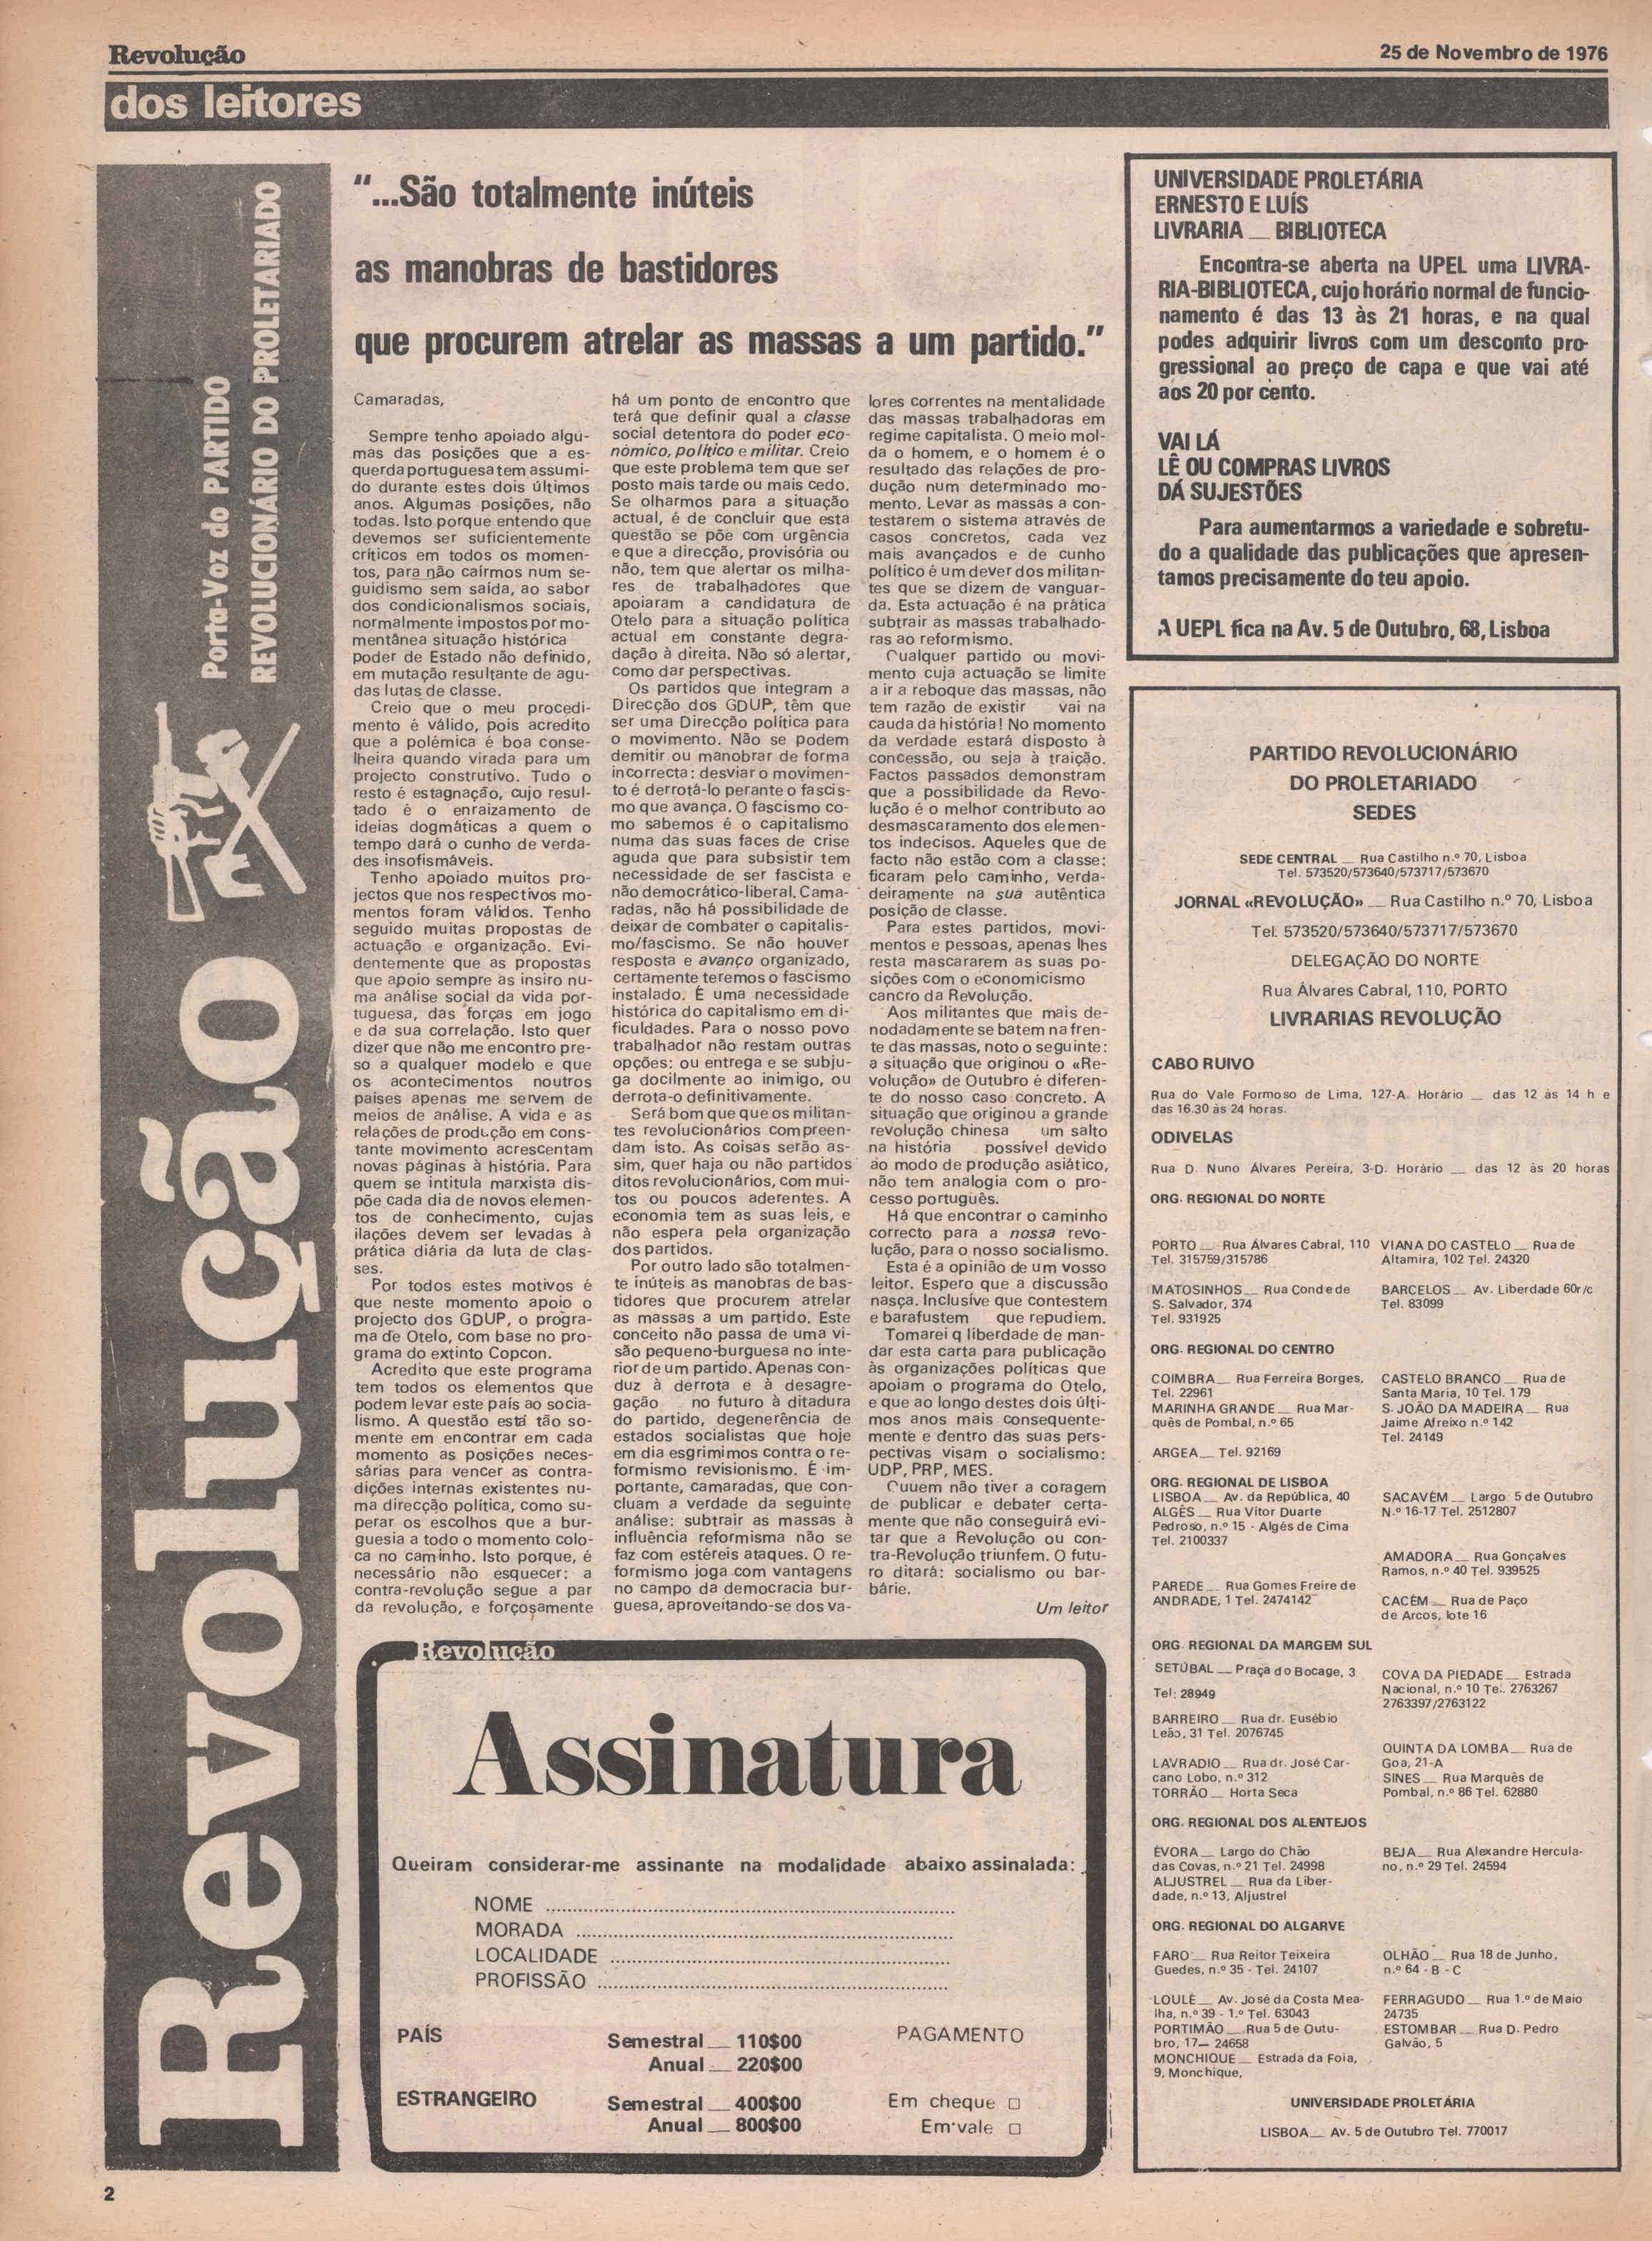 Revolução
25 de Novembro de 1976
dos leitores
Revolução
Porta-Voz do PARTIDO
REVOLUCIONÁRIO DO PROLETARIADO
“...São totalmente inúteis
as manobras de bastidores
que procurem atrelar as massas a um partido.”
Camaradas,
Sempre tenho apoiado algu-
mas das posições que a es-
querda portuguesa tem assumi-
do durante estes dois últimos
anos. Algumas posições, não
todas. Isto porque entendo que
devemos ser suficientemente
críticos em todos os momen-
tos, para não caírmos num se-
guidismo sem saída, ao sabor
dos condicionalismos sociais,
normalmente impostos por mo-
mentânea situação histórica
poder de Estado não definido,
em mutação resultante de agu-
das lutas de classe.
Creio que o meu procedi-
mento é válido, pois acredito
que a polémica é boa conse-
lheira quando virada para um
projecto construtivo. Tudo o
resto é estagnação, cujo resul-
tado é o enraizamento de
ideias dogmáticas a quem o
tempo dará o cunho de verda-
des insofismáveis.
Tenho apoiado muitos pro-
jectos que nos respectivos mo-
mentos foram válidos. Tenho
seguido muitas propostas de
actuação e organização. Evi-
dentemente que as propostas
que apoio sempre as insiro nu-
ma análise social da vida por-
tuguesa, das forças em jogo
e da sua correlação. Isto quer
dizer que não me encontro pre-
so a qualquer modelo e que
os acontecimentos noutros
países apenas me servem de
meios de análise. A vida e as
relações de produção em cons-
tante movimento acrescentam
novas páginas à história. Para
quem se intitula marxista dis-
põe cada dia de novos elemen-
tos de conhecimento, cujas
ilações devem ser levadas à
prática diária da luta de clas-
ses.
Por todos estes motivos é
que neste momento apoio o
projecto dos GDUP, o progra-
ma de Otelo, com base no pro-
grama do extinto Copcon.
Acredito que este programa
tem todos os elementos que
podem levar este país ao socia-
lismo. A questão está tão so-
mente em encontrar em cada
momento as posições neces-
sárias para vencer as contra-
dições internas existentes nu-
ma direcção política, como su-
perar os escolhos que a bur-
guesia a todo o momento colo-
ca no caminho. Isto porque, é
necessário não esquecer: a
contra-revolução segue a par
da revolução, e forçosamente
há um ponto de encontro que
terá que definir qual a classe
social detentora do poder eco-
nómico, político e militar. Creio
que este problema tem que ser
posto mais tarde ou mais cedo.
Se olharmos para a situação
actual, é de concluir que esta
questão se põe com urgência
e que a direcção, provisória ou
não, tem que alertar os milha-
res de trabalhadores que
apoiaram a candidatura de
Otelo para a situação política
actual em constante degra-
dação à direita. Não só alertar,
como dar perspectivas.
Os partidos que integram a
Direcção dos GDUP, têm que
ser uma Direcção política para
o movimento. Não se podem
demitir ou manobrar de forma
incorrecta: desviar o movimen-
to é derrotá-lo perante o fascis-
mo que avança. O fascismo co-
mo sabemos é o capitalismo
numa das suas faces de crise
aguda que para subsistir tem
necessidade de ser fascista e
não democrático-liberal. Cama-
radas, não há possibilidade de
deixar de combater o capitalis-
mo/fascismo. Se não houver
resposta e avanço organizado,
certamente teremos o fascismo
instalado. É uma necessidade
histórica do capitalismo em di-
ficuldades. Para o nosso povo
trabalhador não restam outras
opções: ou entrega e se subju-
ga docilmente ao inimigo, ou
derrota-o definitivamente.
Será bom que que os militan-
tes revolucionários compreen-
dam isto. As coisas serão as-
sim, quer haja ou não partidos
ditos revolucionários, com mui-
tos ou poucos aderentes. A
economia tem as suas leis, e
não espera pela organização
dos partidos.
Por outro lado são totalmen-
te inúteis as manobras de bas-
tidores que procurem atrelar
as massas a um partido. Este
conceito não passa de uma vi-
são pequeno-burguesa no inte-
rior de um partido. Apenas con-
duz à derrota e à desagre-
gação no futuro à ditadura
do partido, degenerência de
estados socialistas que hoje
em dia esgrimimos contra o re-
formismo revisionismo. É im-
portante, camaradas, que con-
cluam a verdade da seguinte
análise: subtrair as massas à
influência reformisma não se
faz com estéreis ataques. O re-
formismo joga com vantagens
no campo da democracia bur-
guesa, aproveitando-se dos va-
lores correntes na mentalidade
das massas trabalhadoras em
regime capitalista. O meio mol-
da o homem, e o homem é o
resultado das relações de pro-
dução num determinado mo-
mento. Levar as massas a con-
testarem o sistema através de
casos concretos, cada vez
mais avançados e de cunho
político é um dever dos militan-
tes que se dizem de vanguar-
da. Esta actuação é na prática
subtrair as massas trabalhado-
ras ao reformismo.
Qualquer partido ou movi-
mento cuja actuação se limite
a ir a reboque das massas, não
tem razão de existir vai na
cauda da história! No momento
da verdade estará disposto à
concessão, ou seja à traição.
Factos passados demonstram
que a possibilidade da Revo-
lução é o melhor contributo ao
desmascaramento dos elemen-
tos indecisos. Aqueles que de
facto não estão com a classe:
ficaram pelo caminho, verda-
deiramente na sua autêntica
posição de classe.
Para estes partidos, movi-
mentos e pessoas, apenas lhes
resta mascararem as suas po-
sições com o economicismo
cancro da Revolução.
Aos militantes que mais de-
nodadamente se batem na fren-
te das massas, noto o seguinte:
a situação que originou o «Re-
volução» de Outubro é diferen-
te do nosso caso concreto. A
situação que originou a grande
revolução chinesa um salto
na história possível devido
ao modo de produção asiático,
não tem analogia com o pro-
cesso português.
Há que encontrar o caminho
correcto para a nossa revo-
lução, para o nosso socialismo.
Esta é a opinião de um vosso
leitor. Espero que a discussão
nasça. Inclusive que contestem
e barafustem que repudiem.
Tomarei q liberdade de man-
dar esta carta para publicação
às organizações políticas que
apoiam o programa do Otelo,
e que ao longo destes dois últi-
mos anos mais consequente-
mente e dentro das suas pers-
pectivas visam o socialismo:
UDP, PRP, MES.
Quuem não tiver a coragem
de publicar e debater certa-
mente que não conseguirá evi-
tar que a Revolução ou con-
tra-Revolução triunfem. O futu-
ro ditará: socialismo ou bar-
bárie.
Um leitor
Revolução
Assinatura
Queiram considerar-me assinante na modalidade abaixo assinalada:
NOME
MORADA
LOCALIDADE
PROFISSÃO
PAÍS Semestral __ 110$00 PAGAMENTO
Anual __ 220$00
ESTRANGEIRO Semestral __ 400$00 Em cheque □
Anual __ 800$00 Em vale □
UNIVERSIDADE PROLETÁRIA
ERNESTO E LUÍS
LIVRARIA __ BIBLIOTECA
Encontra-se aberta na UPEL uma LIVRA-
RIA-BIBLIOTECA, cujo horário normal de funcio-
namento é das 13 às 21 horas, e na qual
podes adquirir livros com um desconto pro-
gressional ao preço de capa e que vai até
aos 20 por cento.
VAI LÁ
LÊ OU COMPRAS LIVROS
DÁ SUJESTÕES
Para aumentarmos a variedade e sobretu-
do a qualidade das publicações que apresen-
tamos precisamente do teu apoio.
A UEPL fica na Av. 5 de Outubro, 68, Lisboa
PARTIDO REVOLUCIONÁRIO
DO PROLETARIADO
SEDES
SEDE CENTRAL __ Rua Castilho n.º 70, Lisboa
Tel. 573520/573640/573717/573670
JORNAL «REVOLUÇÃO» __ Rua Castilho n.º 70, Lisboa
Tel. 573520/573640/573717/573670
DELEGAÇÃO DO NORTE
Rua Álvares Cabral, 110, PORTO
LIVRARIAS REVOLUÇÃO
CABO RUIVO
Rua do Vale Formoso de Lima, 127-A. Horário __ das 12 às 14 h e
das 16.30 às 24 horas.
ODIVELAS
Rua D. Nuno Álvares Pereira, 3-D. Horário __ das 12 às 20 horas
ORG. REGIONAL DO NORTE
PORTO __ Rua Álvares Cabral, 110
Tel. 315759/315786
VIANA DO CASTELO __ Rua de
Altamira, 102 Tel. 24320
MATOSINHOS __ Rua Conde de
S. Salvador, 374
Tel. 931925
BARCELOS __ Av. Liberdade 60r/c
Tel. 83099
ORG. REGIONAL DO CENTRO
COIMBRA __ Rua Ferreira Borges,
Tel. 22961
MARINHA GRANDE __ Rua Mar-
quês de Pombal, n.º 65
ARGEA __ Tel. 92169
CASTELO BRANCO __ Rua de
Santa Maria, 10 Tel. 179
S. JOÃO DA MADEIRA __ Rua
Jaime Afreixo n.º 142
Tel. 24149
ORG. REGIONAL DE LISBOA
LISBOA __ Av. da República, 40
ALGÉS __ Rua Vítor Duarte
Pedroso, n.º 15 - Algés de Cima
Tel. 2100337
PAREDE __ Rua Gomes Freire de
ANDRADE, 1 Tel. 2474142
SACAVÉM __ Largo 5 de Outubro
N.º 16-17 Tel. 2512807
AMADORA __ Rua Gonçalves
Ramos, n.º 40 Tel. 939525
CACÉM __ Rua de Paço
de Arcos, lote 16
ORG. REGIONAL DA MARGEM SUL
SETÚBAL __ Praça do Bocage, 3
Tel: 28949
BARREIRO __ Rua dr. Eusébio
Leão, 31 Tel. 2076745
LAVRADIO __ Rua dr. José Car-
cano Lobo, n.º 312
TORRÃO __ Horta Seca
COVA DA PIEDADE __ Estrada
Nacional, n.º 10 Tel. 2763267
2763397/2763122
QUINTA DA LOMBA __ Rua de
Goa, 21-A
SINES __ Rua Marquês de
Pombal, n.º 86 Tel. 62880
ORG. REGIONAL DOS ALENTEJOS
ÉVORA __ Largo do Chão
das Covas, n.º 21 Tel. 24998
ALJUSTREL __ Rua da Liber-
dade, n.º 13, Aljustrel
BEJA __ Rua Alexandre Hercula-
no, n.º 29 Tel. 24594
ORG. REGIONAL DO ALGARVE
FARO __ Rua Reitor Teixeira
Guedes, n.º 35 - Tel. 24107
OLHÃO __ Rua 18 de Junho,
n.º 64 - B - C
LOULÉ __ Av. José da Costa Mea-
lha, n.º 39 - 1.º Tel. 63043
PORTIMÃO __ Rua 5 de Outu-
bro, 17 — 24658
MONCHIQUE __ Estrada da Foia,
9, Monchique,
FERRAGUDO __ Rua 1.º de Maio
24735
ESTOMBAR __ Rua D. Pedro
Galvão, 5
UNIVERSIDADE PROLETÁRIA
LISBOA __ Av. 5 de Outubro Tel. 770017
2